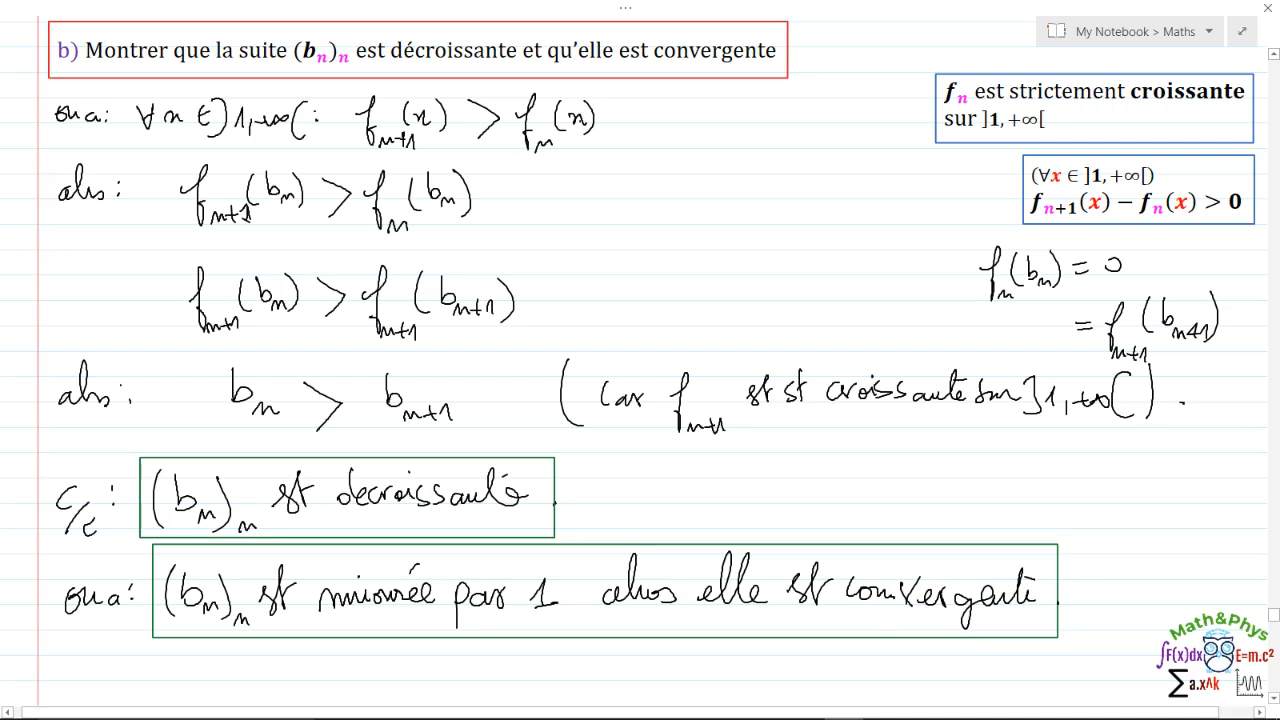 My Notebook > Maths
b) Montrer que la suite (bₙ)ₙ est décroissante et qu'elle est convergente
fₙ est strictement croissante
sur ]1, +∞[
(∀x ∈ ]1, +∞[)
fₙ₊₁(x) − fₙ(x) > 0
on a : ∀x ∈ ]1, +∞[ : fₙ₊₁(x) > fₙ(x)
alors : fₙ₊₁(bₙ) > fₙ(bₙ)
fₙ(bₙ) = 0
= fₙ₊₁(bₙ₊₁)
fₙ₊₁(bₙ) > fₙ₊₁(bₙ₊₁)
alors : bₙ > bₙ₊₁ (car fₙ₊₁ est st croissante sur ]1, +∞[).
c/c : (bₙ)ₙ est decroissante.
on a : (bₙ)ₙ est minorée par 1 alors elle est convergente.
Math&Phys
∫F(x)dx E=m.c²
∑ a.x^k